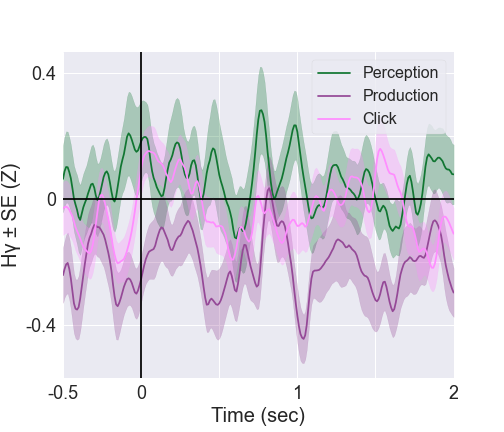 Perception
Production
Click
Hγ ± SE (Z)
0.4
0
-0.4
-0.5
0
1
2
Time (sec)